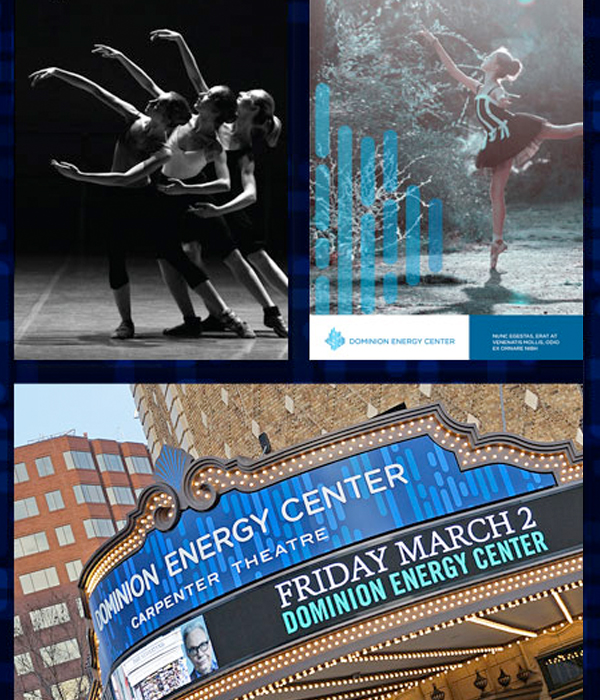 DOMINION ENERGY CENTER
NUNC EGESTAS, ERAT AT
VENENATIS MOLLIS, ODIO
EX ORNARE NIBH
DOMINION ENERGY CENTER
CARPENTER THEATRE
FRIDAY MARCH 2
DOMINION ENERGY CENTER